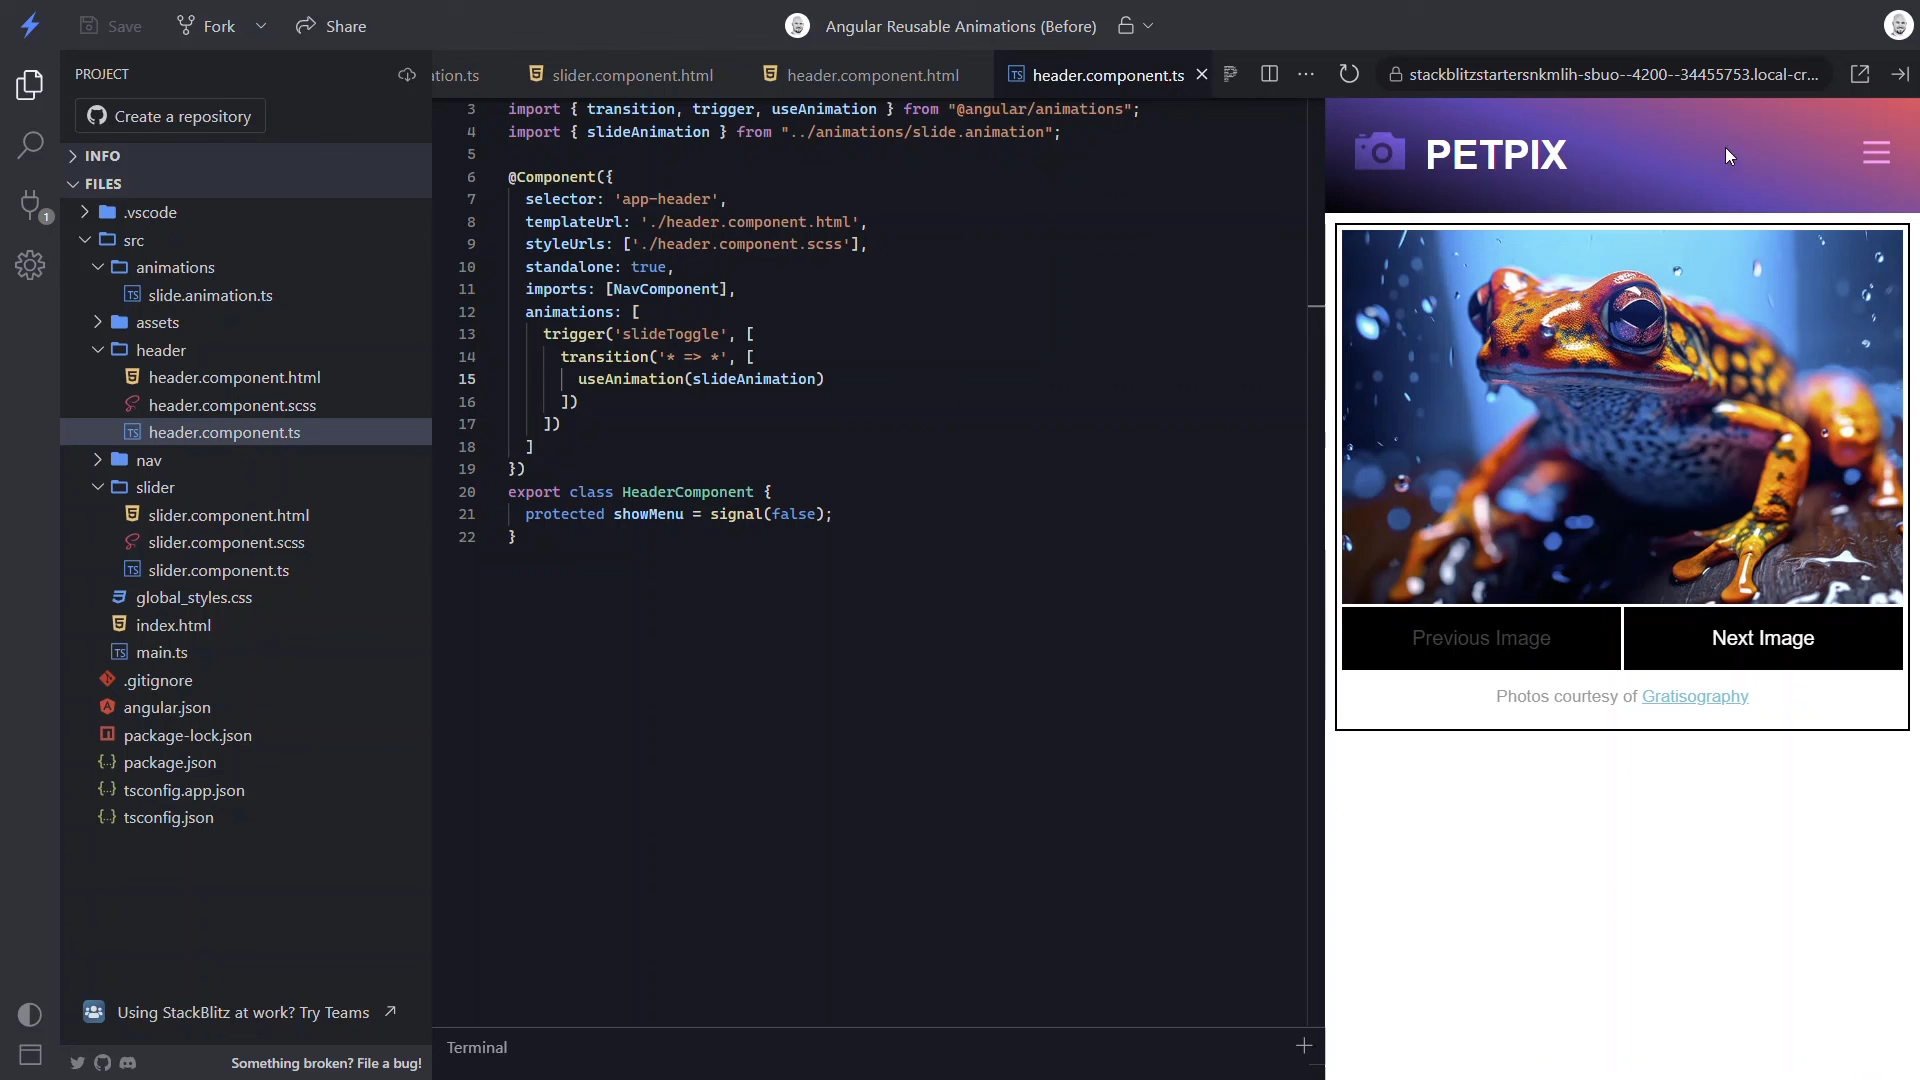 Save
Fork
Share
Angular Reusable Animations (Before)
PROJECT
Create a repository
INFO
FILES
.vscode
src
animations
slide.animation.ts
assets
header
header.component.html
header.component.scss
header.component.ts
nav
slider
slider.component.html
slider.component.scss
slider.component.ts
global_styles.css
index.html
main.ts
.gitignore
angular.json
package-lock.json
package.json
tsconfig.app.json
tsconfig.json
Using StackBlitz at work? Try Teams
Something broken? File a bug!
tion.ts
slider.component.html
header.component.html
header.component.ts
3 import { transition, trigger, useAnimation } from "@angular/animations";
4 import { slideAnimation } from "../animations/slide.animation";
5
6 @Component({
7 selector: 'app-header',
8 templateUrl: './header.component.html',
9 styleUrls: ['./header.component.scss'],
10 standalone: true,
11 imports: [NavComponent],
12 animations: [
13 trigger('slideToggle', [
14 transition('* => *', [
15 useAnimation(slideAnimation)
16 ])
17 ])
18 ]
19 })
20 export class HeaderComponent {
21 protected showMenu = signal(false);
22 }
Terminal
stackblitzstartersnkmlih-sbuo--4200--34455753.local-cr...
PETPIX
Previous Image
Next Image
Photos courtesy of Gratisography
1